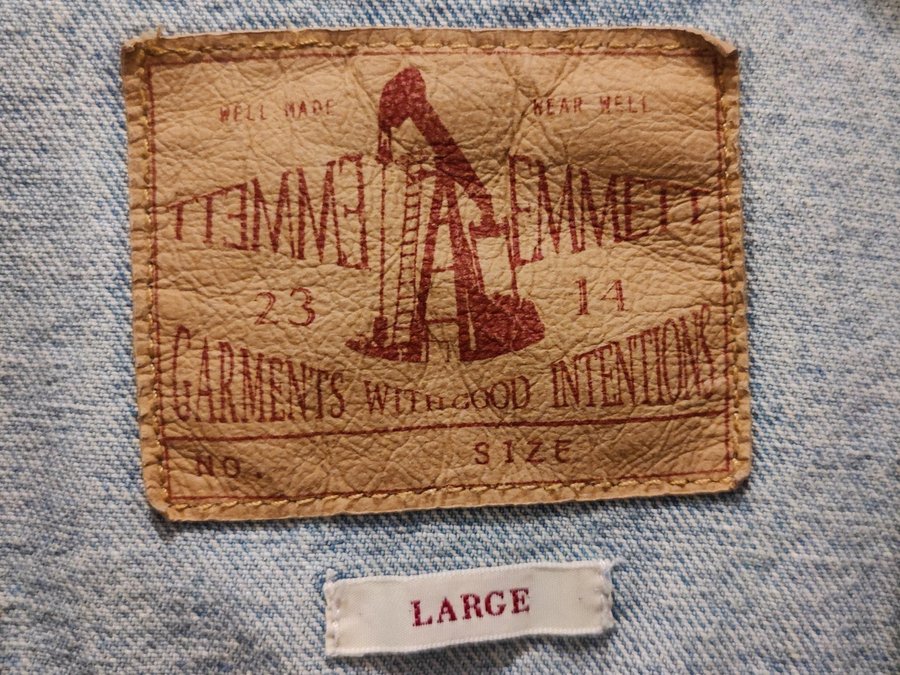 WELL MADE WEAR WELL
EMMETT EMMETT
23 14
GARMENTS WITH GOOD INTENTIONS
NO. SIZE
LARGE